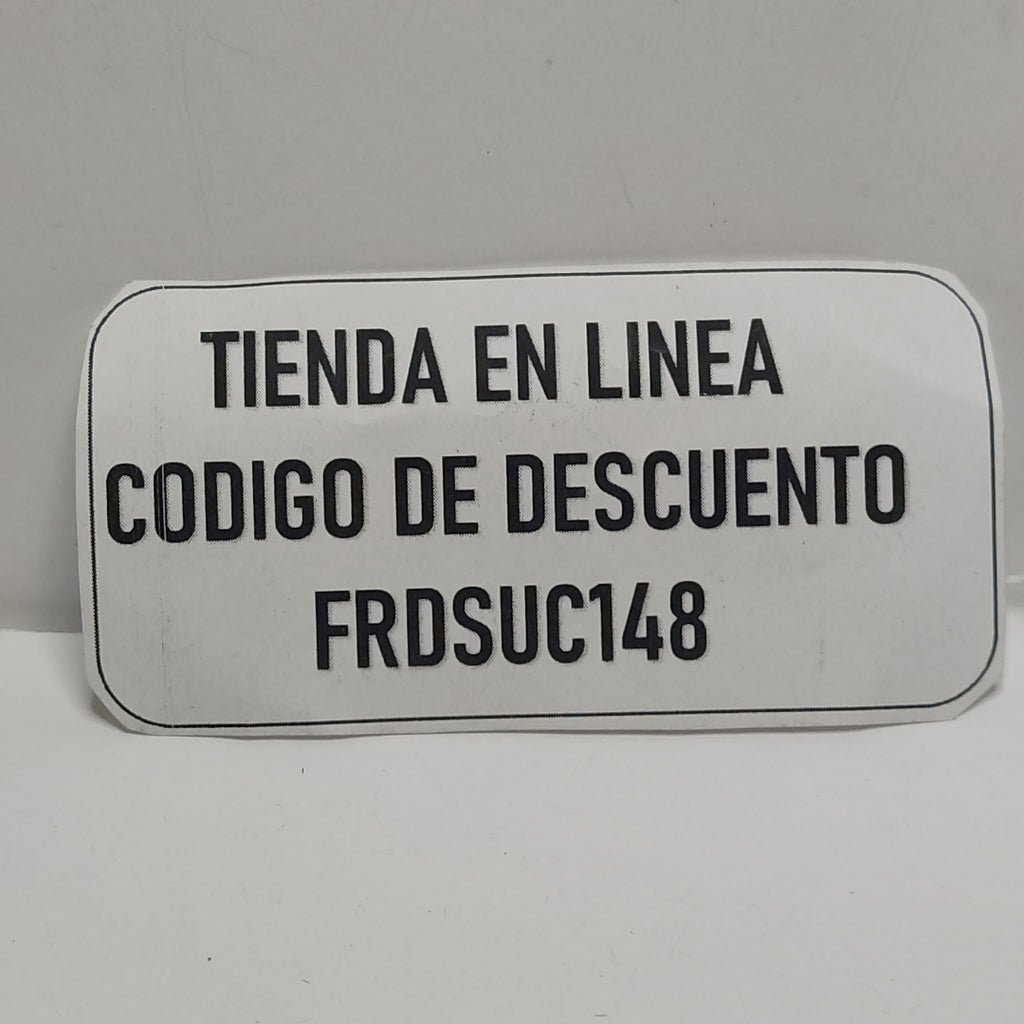 TIENDA EN LINEA
CODIGO DE DESCUENTO
FRDSUC148